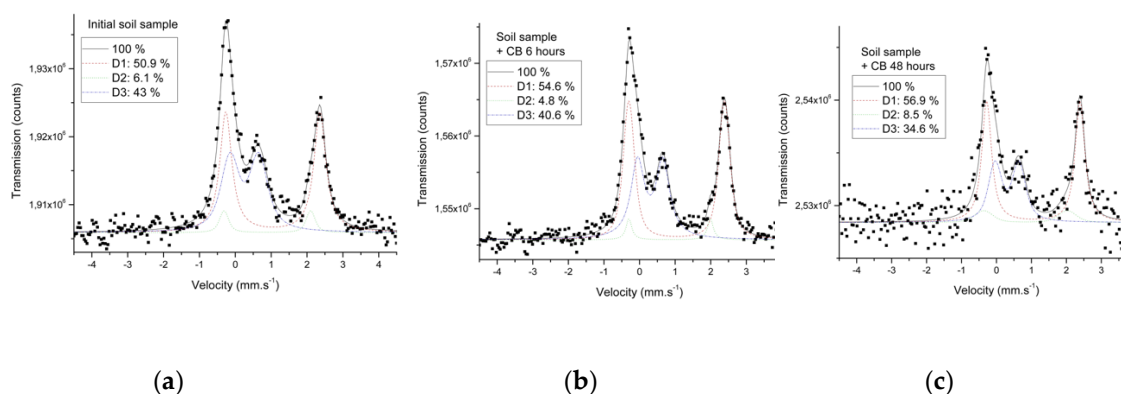 Initial soil sample
100 %
D1: 50.9 %
D2: 6.1 %
D3: 43 %
Transmission (counts)
1,93x10⁶
1,92x10⁶
1,91x10⁶
-4 -3 -2 -1 0 1 2 3 4
Velocity (mm.s⁻¹)
(a)
Soil sample
+ CB 6 hours
100 %
D1: 54.6 %
D2: 4.8 %
D3: 40.6 %
Transmission (counts)
1,57x10⁶
1,56x10⁶
1,55x10⁶
-4 -3 -2 -1 0 1 2 3
Velocity (mm.s⁻¹)
(b)
Soil sample
+ CB 48 hours
100 %
D1: 56.9 %
D2: 8.5 %
D3: 34.6 %
Transmission (counts)
2,54x10⁶
2,53x10⁶
-4 -3 -2 -1 0 1 2 3
Velocity (mm.s⁻¹)
(c)